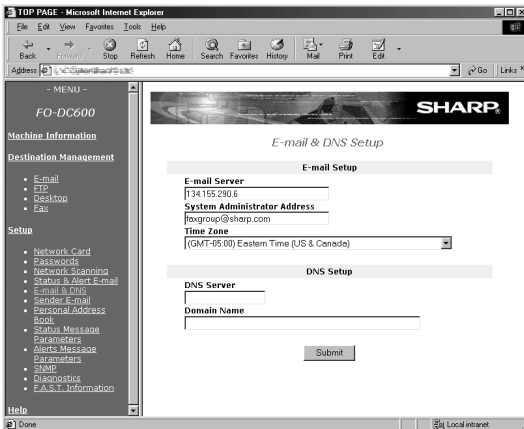 TOP PAGE - Microsoft Internet Explorer
File Edit View Favorites Tools Help
Back Forward Stop Refresh Home Search Favorites History Mail Print Edit
Address Go Links »
- MENU -
FO-DC600
Machine Information
Destination Management
E-mail
FTP
Desktop
Fax
Setup
Network Card
Passwords
Network Scanning
Status & Alert E-mail
E-mail & DNS
Sender E-mail
Personal Address
Book
Status Message
Parameters
Alerts Message
Parameters
SNMP
Diagnostics
F.A.S.T. Information
Help
SHARP®
E-mail & DNS Setup
E-mail Setup
E-mail Server
134.155.290.6
System Administrator Address
faxgroup@sharp.com
Time Zone
(GMT-05:00) Eastern Time (US & Canada)
DNS Setup
DNS Server
Domain Name
Submit
Done
Local intranet